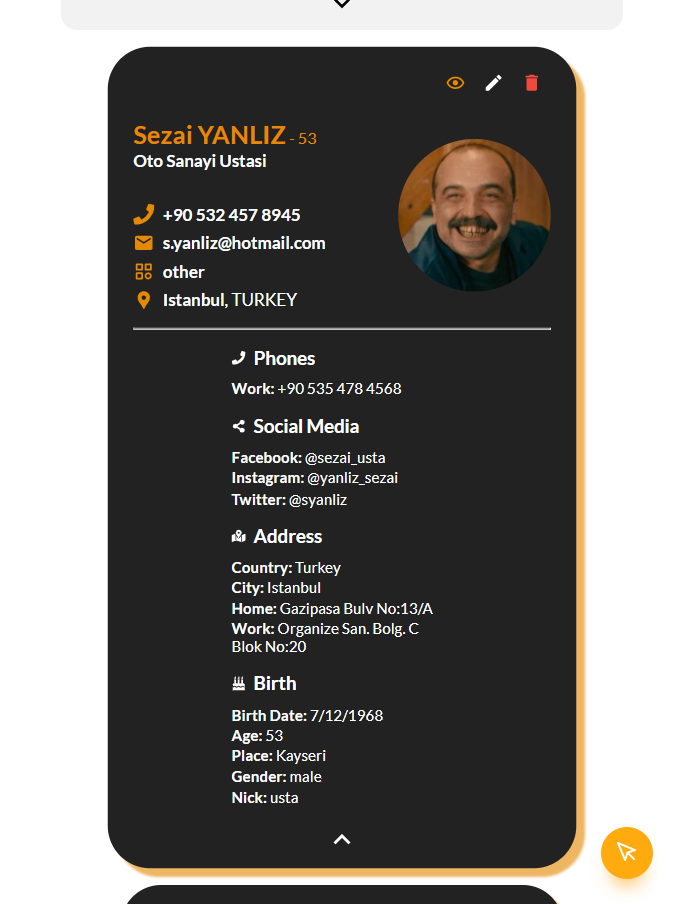 Sezai YANLIZ - 53
Oto Sanayi Ustasi
+90 532 457 8945
s.yanliz@hotmail.com
other
Istanbul, TURKEY
Phones
Work: +90 535 478 4568
Social Media
Facebook: @sezai_usta
Instagram: @yanliz_sezai
Twitter: @syanliz
Address
Country: Turkey
City: Istanbul
Home: Gazipasa Bulv No:13/A
Work: Organize San. Bolg. C
Blok No:20
Birth
Birth Date: 7/12/1968
Age: 53
Place: Kayseri
Gender: male
Nick: usta